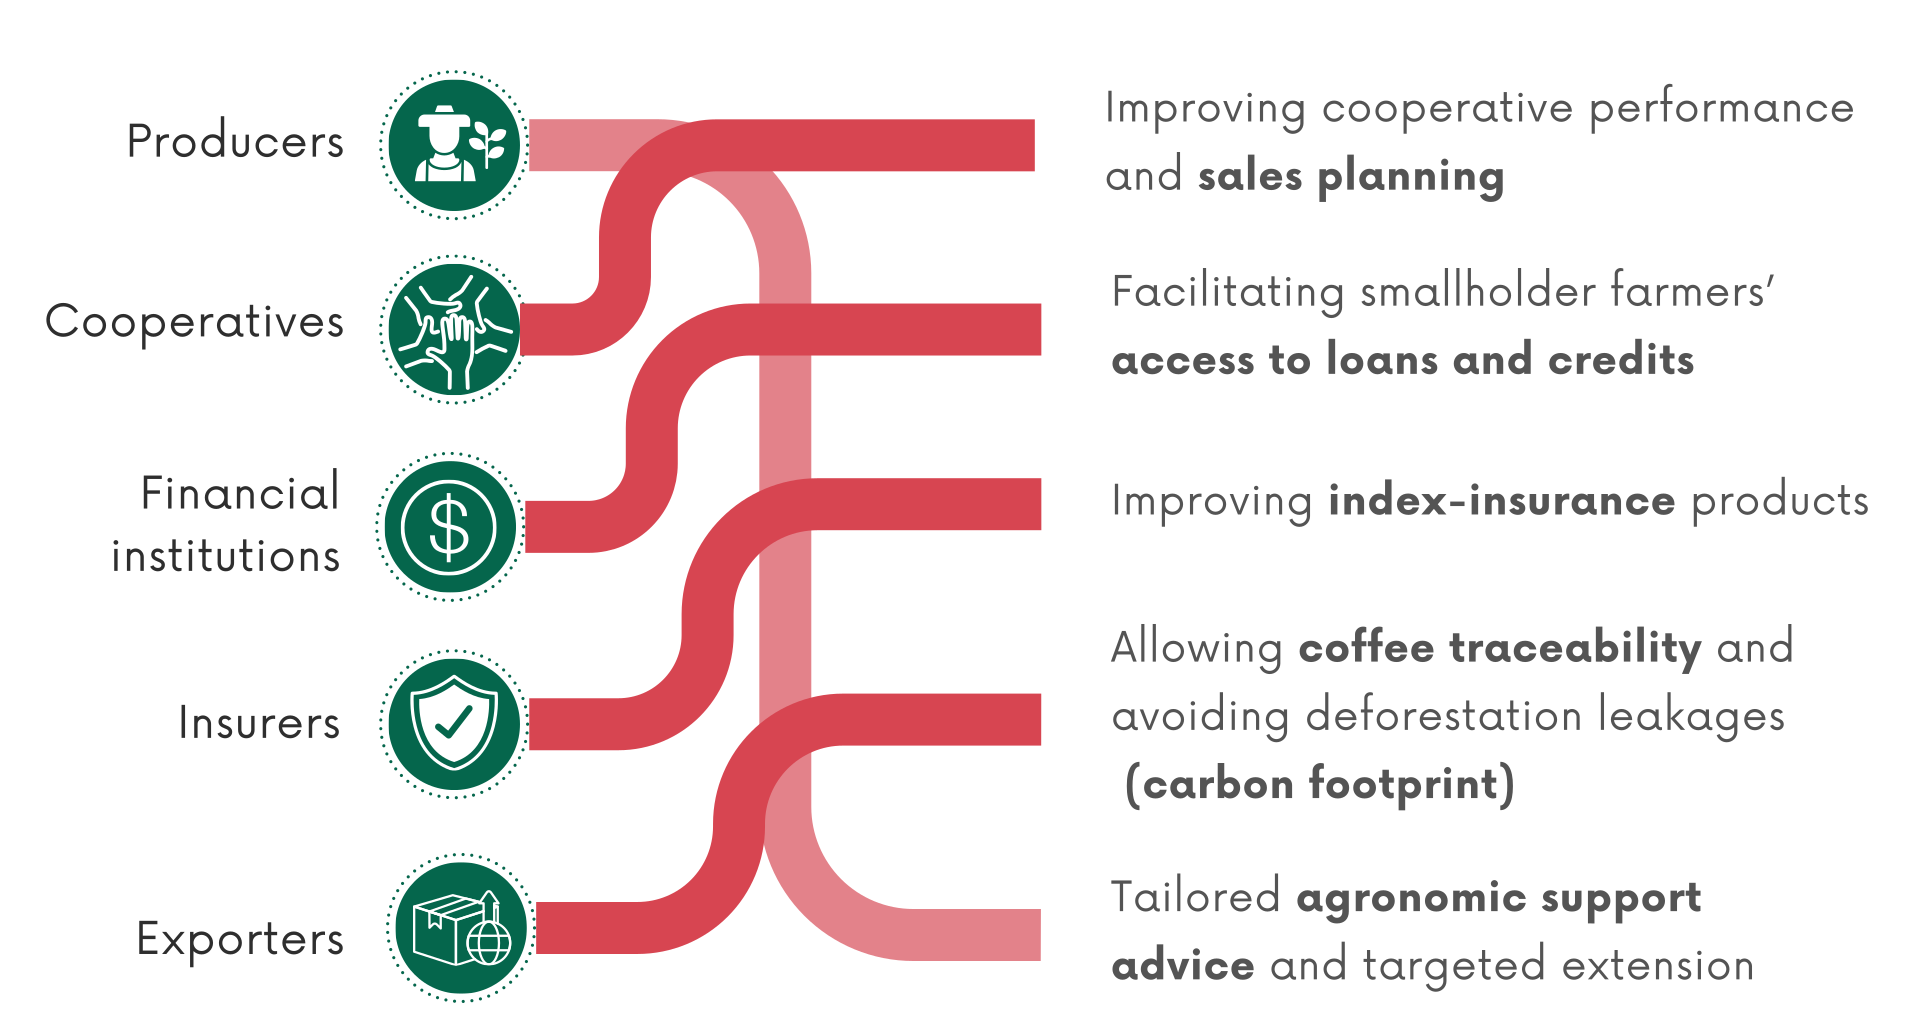 Producers
Improving cooperative performance
and sales planning
Cooperatives
Facilitating smallholder farmers’
access to loans and credits
Financial
institutions
$
Improving index-insurance products
Insurers
Allowing coffee traceability and
avoiding deforestation leakages
(carbon footprint)
Exporters
Tailored agronomic support
advice and targeted extension